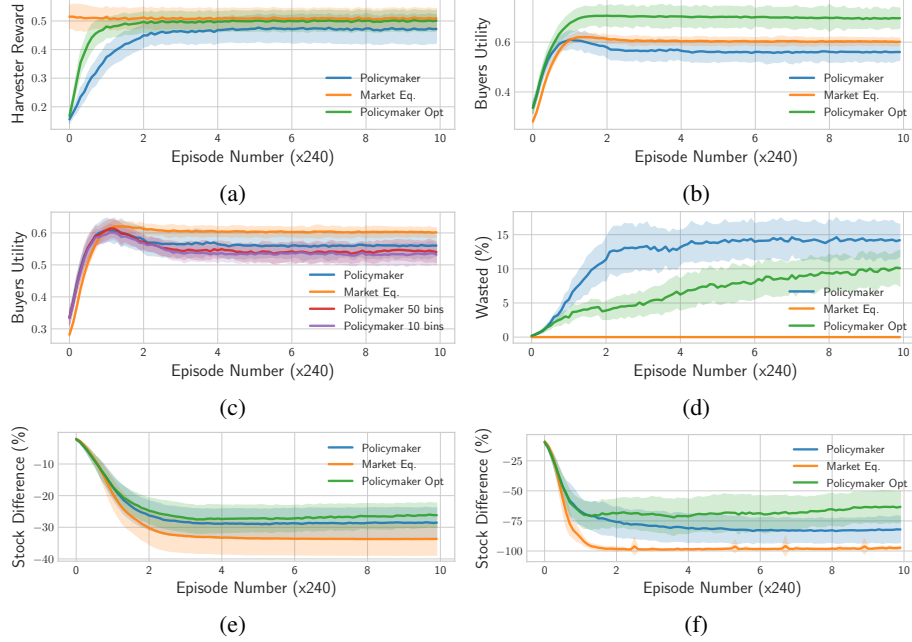 Harvester Reward
0.5
0.4
0.3
0.2
Policymaker
Market Eq.
Policymaker Opt
0 2 4 6 8 10
Episode Number (x240)
(a)
Buyers Utility
0.6
0.4
Policymaker
Market Eq.
Policymaker Opt
0 2 4 6 8 10
Episode Number (x240)
(b)
Buyers Utility
0.6
0.5
0.4
0.3
Policymaker
Market Eq.
Policymaker 50 bins
Policymaker 10 bins
0 2 4 6 8 10
Episode Number (x240)
(c)
Wasted (%)
15
10
5
0
Policymaker
Market Eq.
Policymaker Opt
0 2 4 6 8 10
Episode Number (x240)
(d)
Stock Difference (%)
−10
−20
−30
−40
Policymaker
Market Eq.
Policymaker Opt
0 2 4 6 8 10
Episode Number (x240)
(e)
Stock Difference (%)
−25
−50
−75
−100
Policymaker
Market Eq.
Policymaker Opt
0 2 4 6 8 10
Episode Number (x240)
(f)